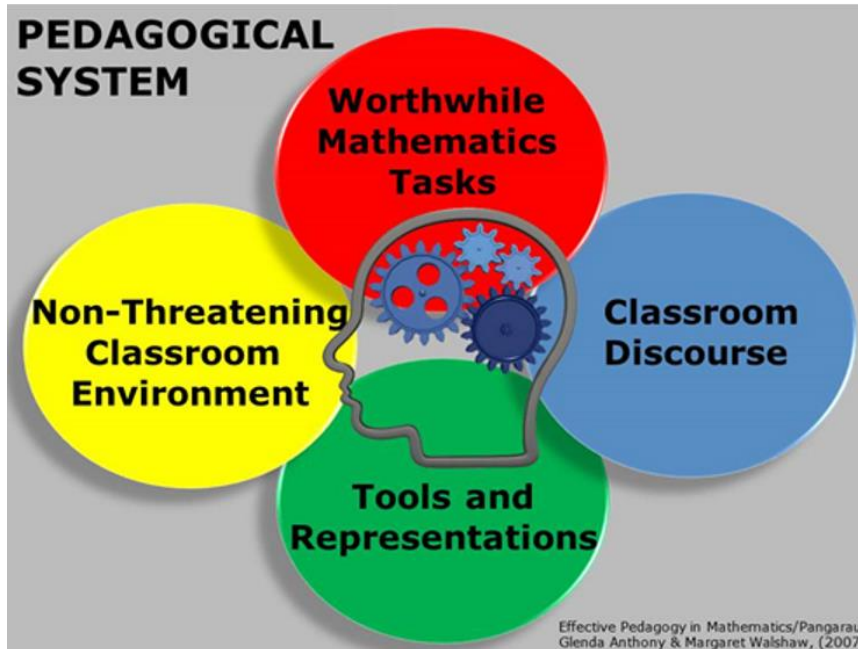 PEDAGOGICAL
SYSTEM
Worthwhile
Mathematics
Tasks
Non-Threatening
Classroom
Environment
Classroom
Discourse
Tools and
Representations
Effective Pedagogy in Mathematics/Pangarau
Glenda Anthony & Margaret Walshaw, (2007